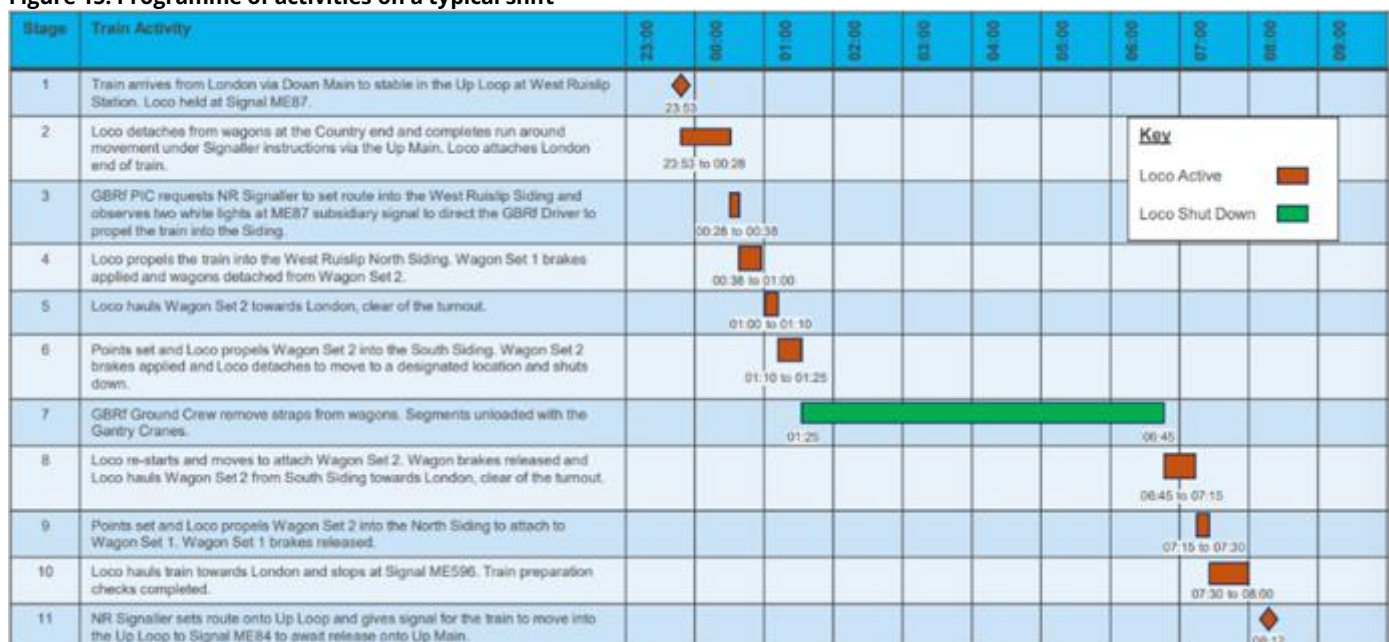 Figure 13: Programme of activities on a typical shift
Stage Train Activity 23:00 00:00 01:00 02:00 03:00 04:00 05:00 06:00 07:00 08:00 09:00
1 Train arrives from London via Down Main to stable in the Up Loop at West Ruislip
Station. Loco held at Signal ME87.
23:53
2 Loco detaches from wagons at the Country end and completes run around
movement under Signaller instructions via the Up Main. Loco attaches London
end of train.
23:53 to 00:28
Key
Loco Active
Loco Shut Down
3 GBRf PIC requests NR Signaller to set route into the West Ruislip Siding and
observes two white lights at ME87 subsidiary signal to direct the GBRf Driver to
propel the train into the Siding.
00:28 to 00:38
4 Loco propels the train into the West Ruislip North Siding. Wagon Set 1 brakes
applied and wagons detached from Wagon Set 2.
00:38 to 01:00
5 Loco hauls Wagon Set 2 towards London, clear of the turnout.
01:00 to 01:10
6 Points set and Loco propels Wagon Set 2 into the South Siding. Wagon Set 2
brakes applied and Loco detaches to move to a designated location and shuts
down.
01:10 to 01:25
7 GBRf Ground Crew remove straps from wagons. Segments unloaded with the
Gantry Cranes.
01:25 06:45
8 Loco re-starts and moves to attach Wagon Set 2. Wagon brakes released and
Loco hauls Wagon Set 2 from South Siding towards London, clear of the turnout.
06:45 to 07:15
9 Points set and Loco propels Wagon Set 2 into the North Siding to attach to
Wagon Set 1. Wagon Set 1 brakes released.
07:15 to 07:30
10 Loco hauls train towards London and stops at Signal ME596. Train preparation
checks completed.
07:30 to 08:00
11 NR Signaller sets route onto Up Loop and gives signal for the train to move into
the Up Loop to Signal ME84 to await release onto Up Main.